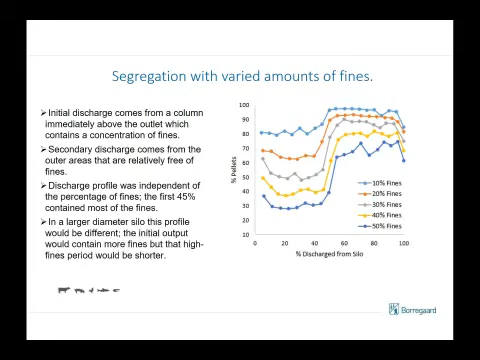 Segregation with varied amounts of fines.
➢Initial discharge comes from a column
immediately above the outlet which
contains a concentration of fines.
➢Secondary discharge comes from the
outer areas that are relatively free of
fines.
➢Discharge profile was independent of
the percentage of fines; the first 45%
contained most of the fines.
➢In a larger diameter silo this profile
would be different; the initial output
would contain more fines but that high-
fines period would be shorter.
% Pellets
100
90
80
70
60
50
40
30
20
10
0 20 40 60 80 100
% Discharged from Silo
10% Fines
20% Fines
30% Fines
40% Fines
50% Fines
Borregaard